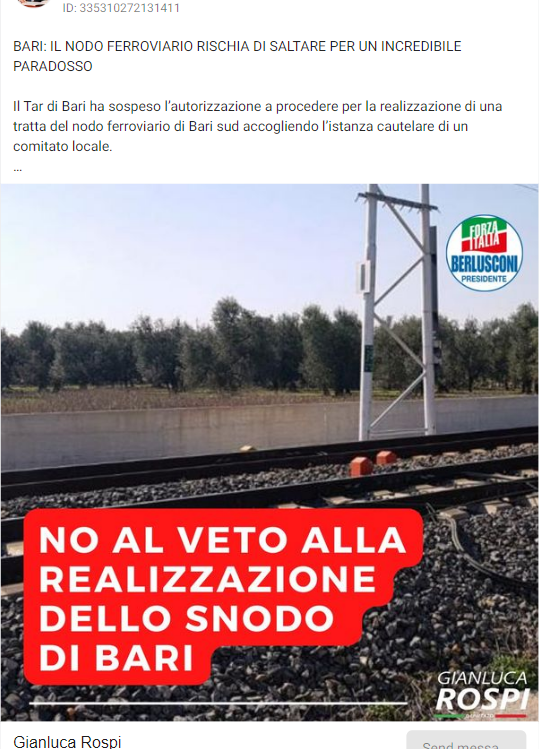 ID: 335310272131411
BARI: IL NODO FERROVIARIO RISCHIA DI SALTARE PER UN INCREDIBILE
PARADOSSO
Il Tar di Bari ha sospeso l'autorizzazione a procedere per la realizzazione di una
tratta del nodo ferroviario di Bari sud accogliendo l'istanza cautelare di un
comitato locale.
...
FORZA
ITALIA
BERLUSCONI
PRESIDENTE
NO AL VETO ALLA
REALIZZAZIONE
DELLO SNODO
DI BARI
GIANLUCA
ROSPI
Gianluca Rospi
Send messa